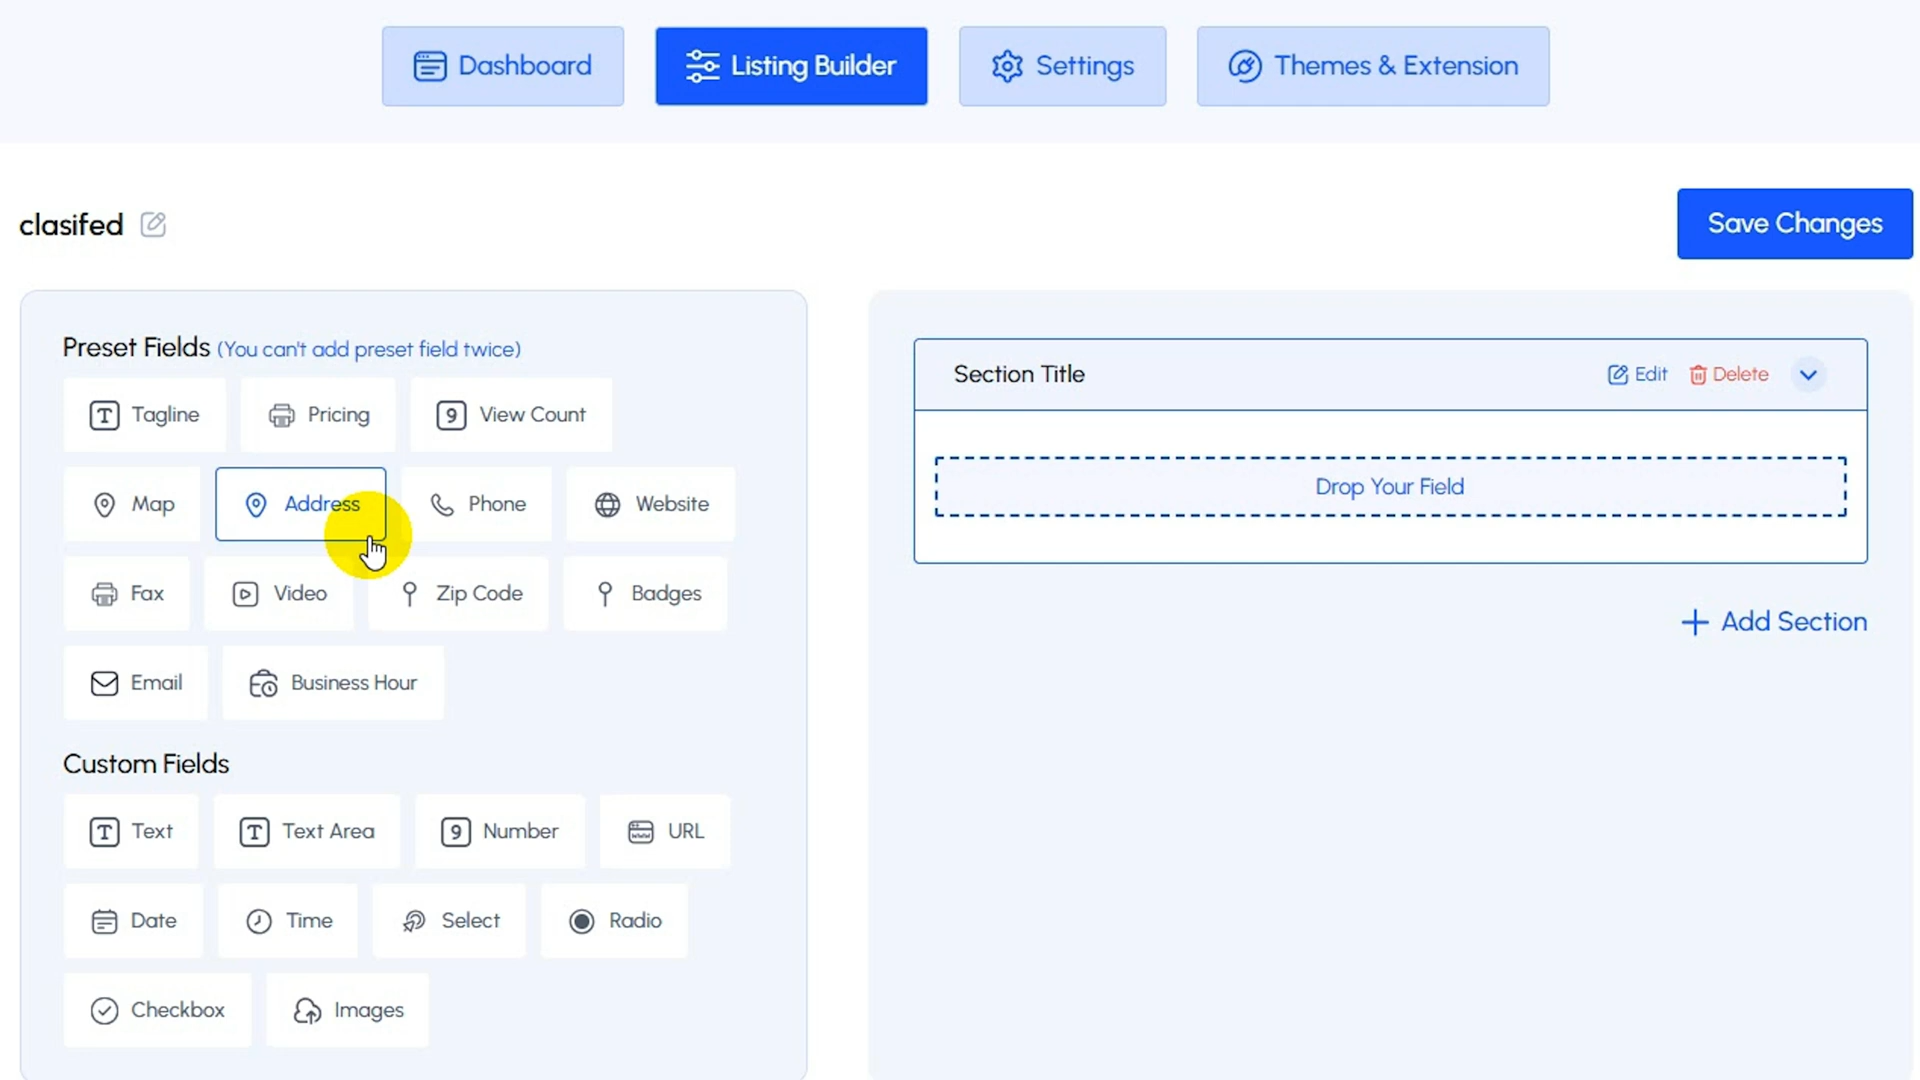 Dashboard
Listing Builder
Settings
Themes & Extension
clasifed
Save Changes
Preset Fields (You can't add preset field twice)
Tagline
Pricing
9 View Count
Map
Address
Phone
Website
Fax
Video
Zip Code
Badges
Email
Business Hour
Custom Fields
Text
Text Area
9 Number
URL
Date
Time
Select
Radio
Checkbox
Images
Section Title
Edit
Delete
Drop Your Field
+ Add Section